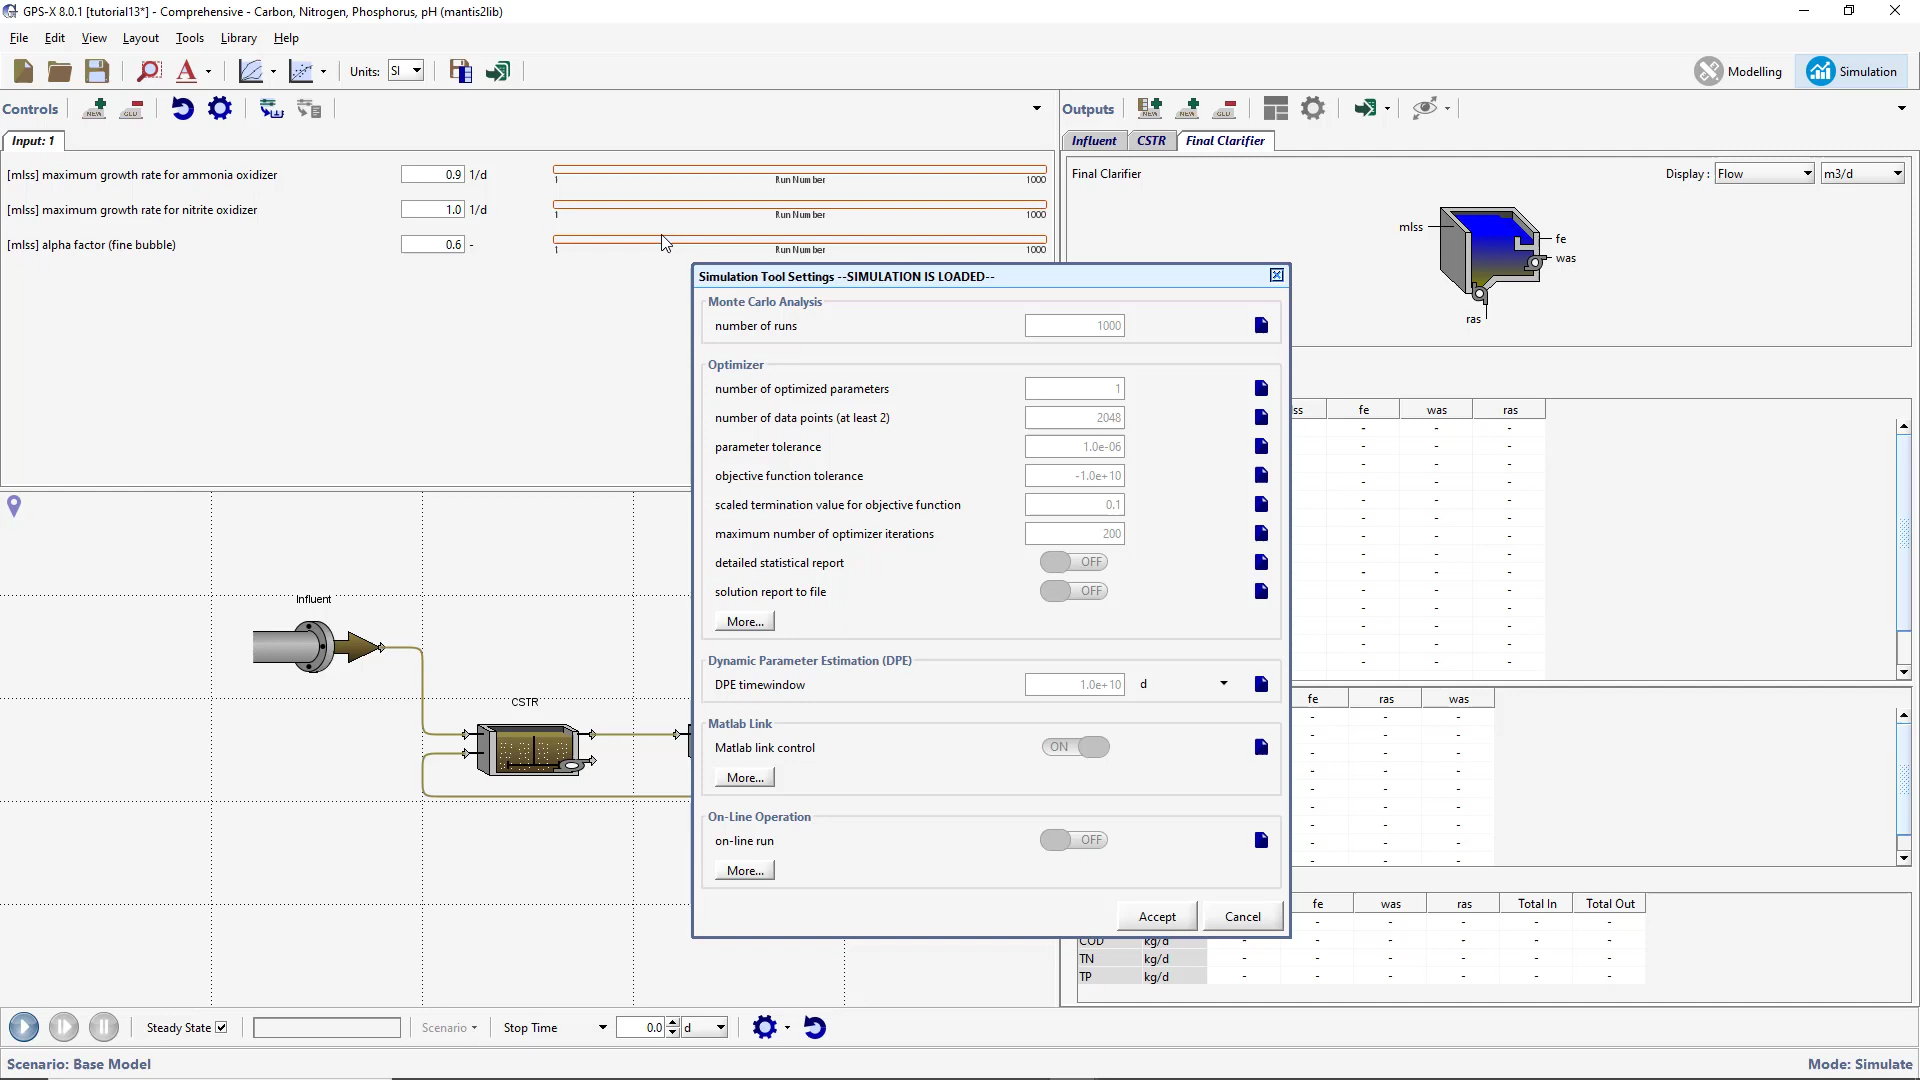 GPS-X 8.0.1 [tutorial13*] - Comprehensive - Carbon, Nitrogen, Phosphorus, pH (mantis2lib)
File Edit View Layout Tools Library Help
A Units: SI Modelling Simulation
Controls NEW OLD
Input: 1
[mlss] maximum growth rate for ammonia oxidizer 0.9 1/d 1 Run Number 1000
[mlss] maximum growth rate for nitrite oxidizer 1.0 1/d 1 Run Number 1000
[mlss] alpha factor (fine bubble) 0.6 - 1 Run Number 1000
Outputs NEW NEW OLD
Influent CSTR Final Clarifier
Final Clarifier Display : Flow m3/d
mlss
fe
was
ras
Simulation Tool Settings --SIMULATION IS LOADED--
Monte Carlo Analysis
number of runs 1000
Optimizer
number of optimized parameters 1
number of data points (at least 2) 2048
parameter tolerance 1.0e-06
objective function tolerance -1.0e+10
scaled termination value for objective function 0.1
maximum number of optimizer iterations 200
detailed statistical report OFF
solution report to file OFF
More...
Dynamic Parameter Estimation (DPE)
DPE timewindow 1.0e+10 d
Matlab Link
Matlab link control ON
More...
On-Line Operation
on-line run OFF
More...
Accept Cancel
ss fe was ras
- - -
- - -
- - -
- - -
- - -
- - -
- - -
- - -
- - -
- - -
- - -
- - -
- - -
- - -
fe ras was
- - -
- - -
- - -
- - -
- - -
- - -
- - -
- - -
fe was ras Total In Total Out
- - - - -
COD kg/d - - - - - -
TN kg/d - - - - - -
TP kg/d - - - - - -
Influent
CSTR
Steady State Scenario Stop Time 0.0 d
Scenario: Base Model Mode: Simulate